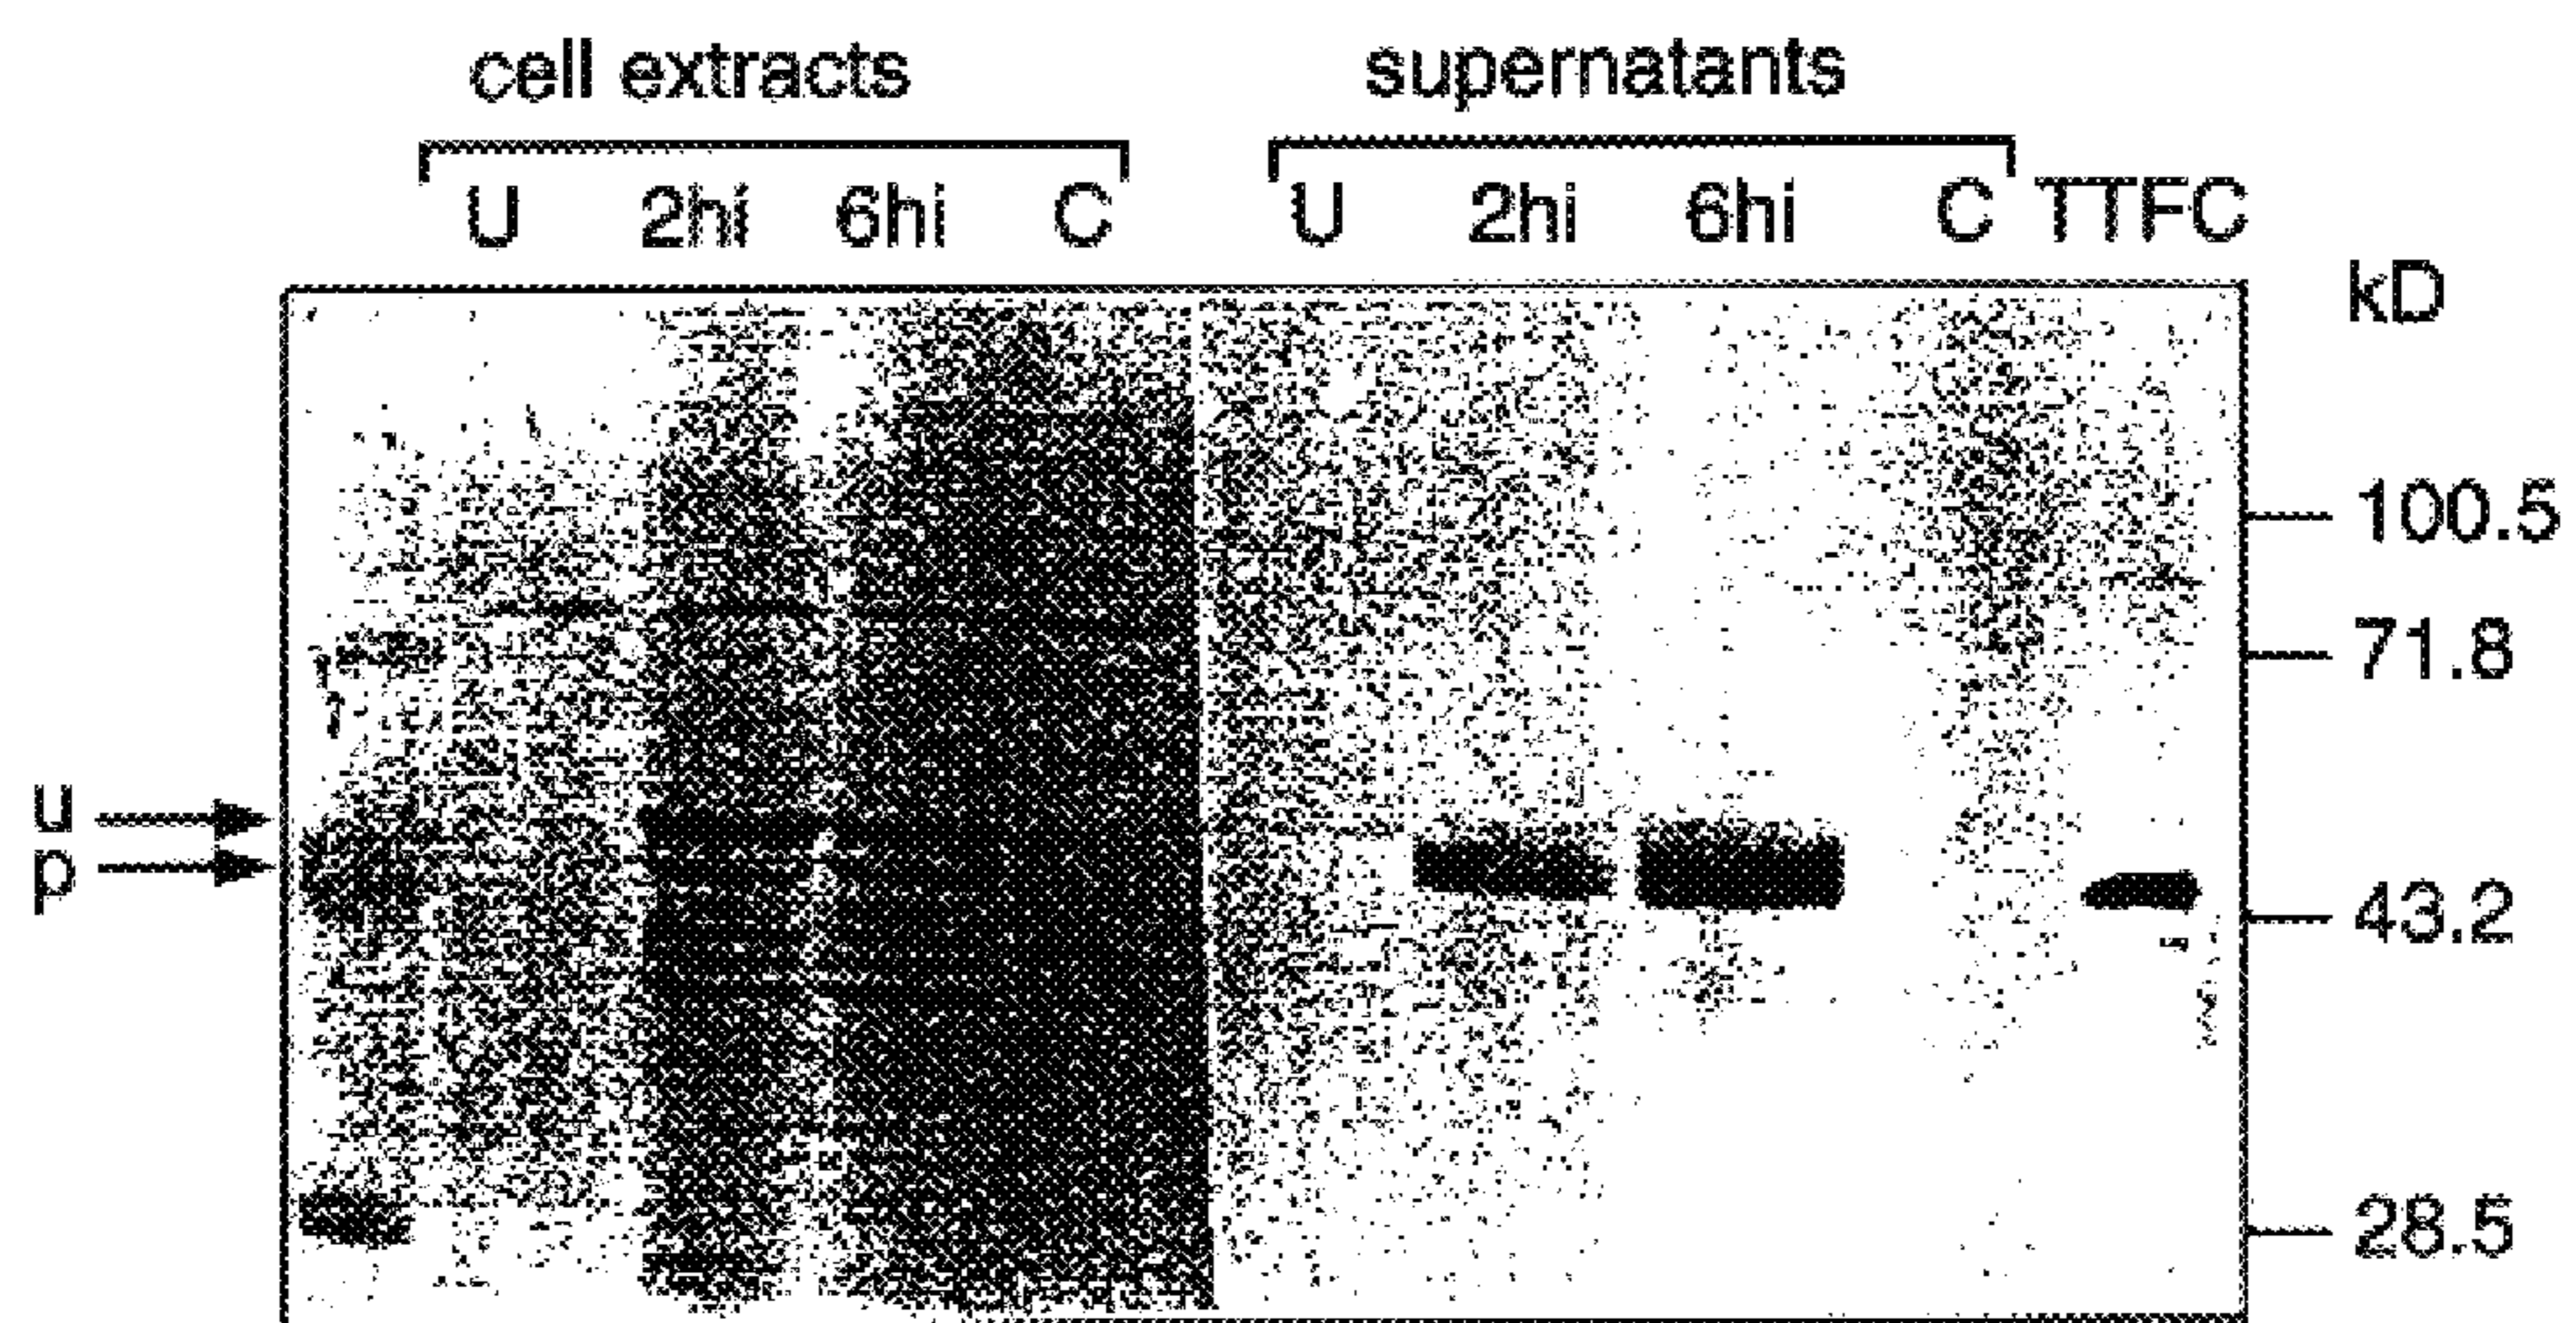 cell extracts supernatants
U 2hi 6hi C U 2hi 6hi C TTFC
kD
100.5
71.8
u
p
43.2
28.5